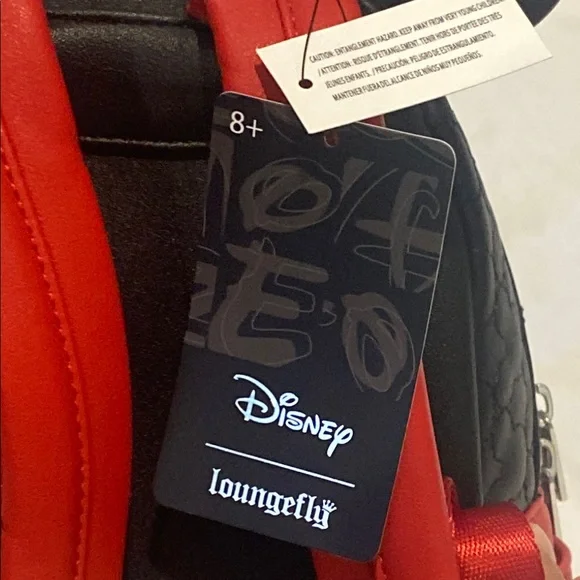 CAUTION: ENTANGLEMENT HAZARD. KEEP AWAY FROM VERY YOUNG CHILDREN.
/ ATTENTION : RISQUE D'ÉTRANGLEMENT. TENIR HORS DE PORTÉE DES TRÈS
JEUNES ENFANTS. / PRECAUCIÓN: PELIGRO DE ESTRANGULAMIENTO.
MANTENER FUERA DEL ALCANCE DE NIÑOS MUY PEQUEÑOS.
8+
Disney
loungefly